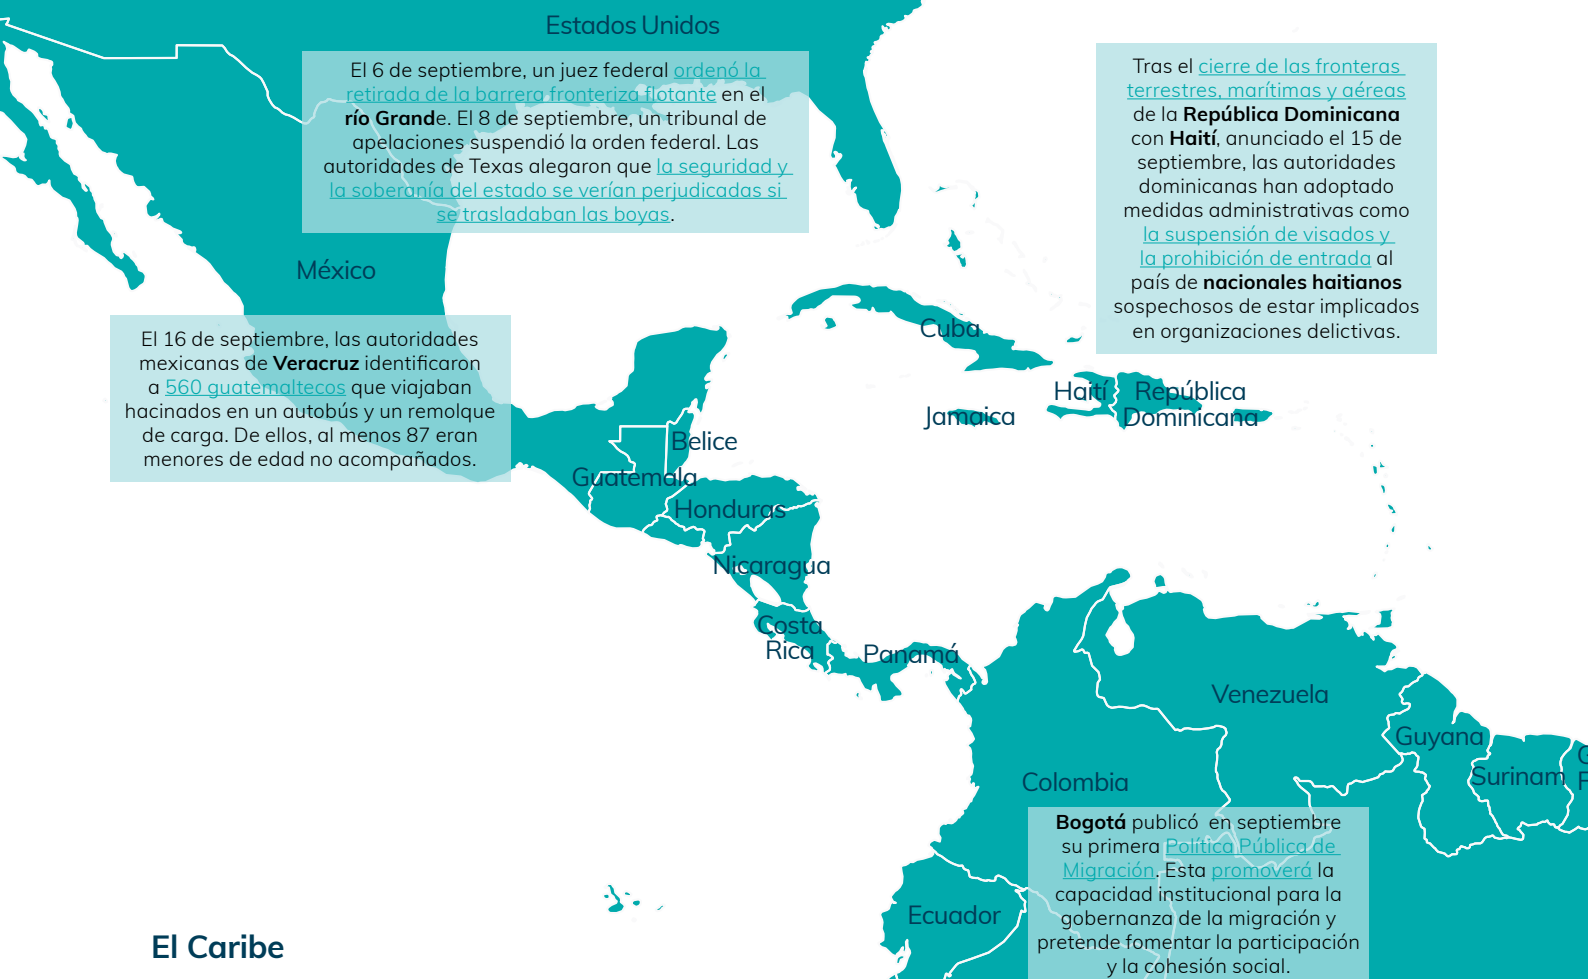 Estados Unidos
El 6 de septiembre, un juez federal ordenó la
retirada de la barrera fronteriza flotante en el
río Grande. El 8 de septiembre, un tribunal de
apelaciones suspendió la orden federal. Las
autoridades de Texas alegaron que la seguridad y
la soberanía del estado se verían perjudicadas si
se trasladaban las boyas.
Tras el cierre de las fronteras
terrestres, marítimas y aéreas
de la República Dominicana
con Haití, anunciado el 15 de
septiembre, las autoridades
dominicanas han adoptado
medidas administrativas como
la suspensión de visados y
la prohibición de entrada al
país de nacionales haitianos
sospechosos de estar implicados
en organizaciones delictivas.
México
El 16 de septiembre, las autoridades
mexicanas de Veracruz identificaron
a 560 guatemaltecos que viajaban
hacinados en un autobús y un remolque
de carga. De ellos, al menos 87 eran
menores de edad no acompañados.
Cuba
Haití
República
Dominicana
Jamaica
Belice
Guatemala
Honduras
Nicaragua
Costa
Rica
Panamá
Venezuela
Guyana
Surinam
G
F
Colombia
Bogotá publicó en septiembre
su primera Política Pública de
Migración. Esta promoverá la
capacidad institucional para la
gobernanza de la migración y
pretende fomentar la participación
y la cohesión social.
Ecuador
El Caribe